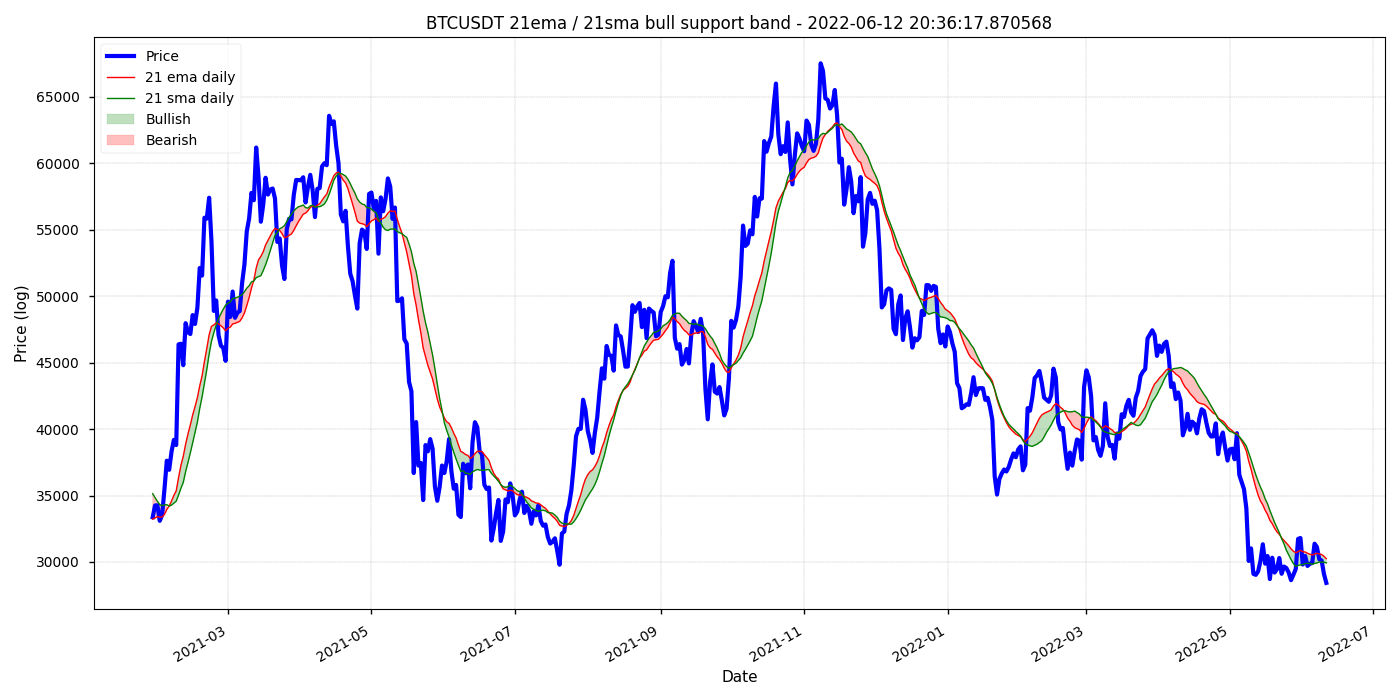 BTCUSDT 21ema / 21sma bull support band - 2022-06-12 20:36:17.870568
Price
21 ema daily
21 sma daily
Bullish
Bearish
Price (log)
65000
60000
55000
50000
45000
40000
35000
30000
2021-03
2021-05
2021-07
2021-09
2021-11
2022-01
2022-03
2022-05
2022-07
Date